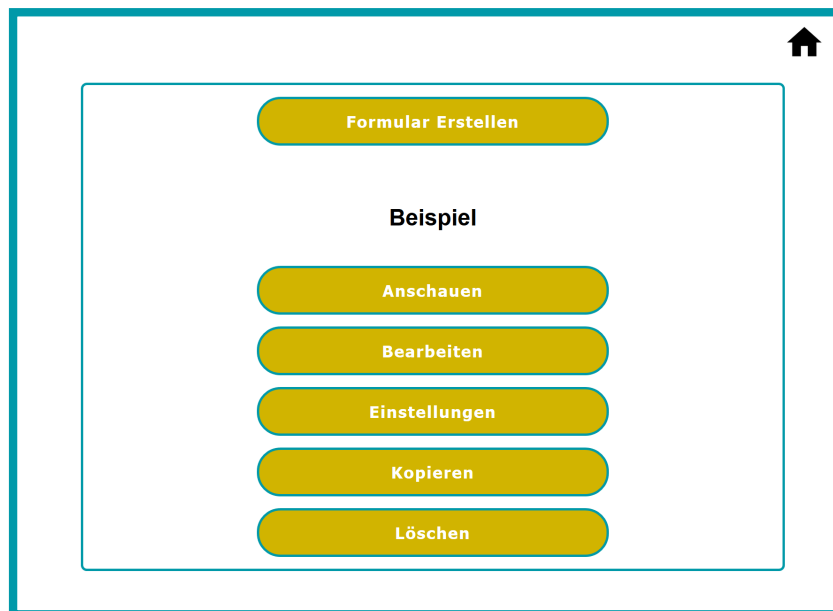 Formular Erstellen
Beispiel
Anschauen
Bearbeiten
Einstellungen
Kopieren
Löschen